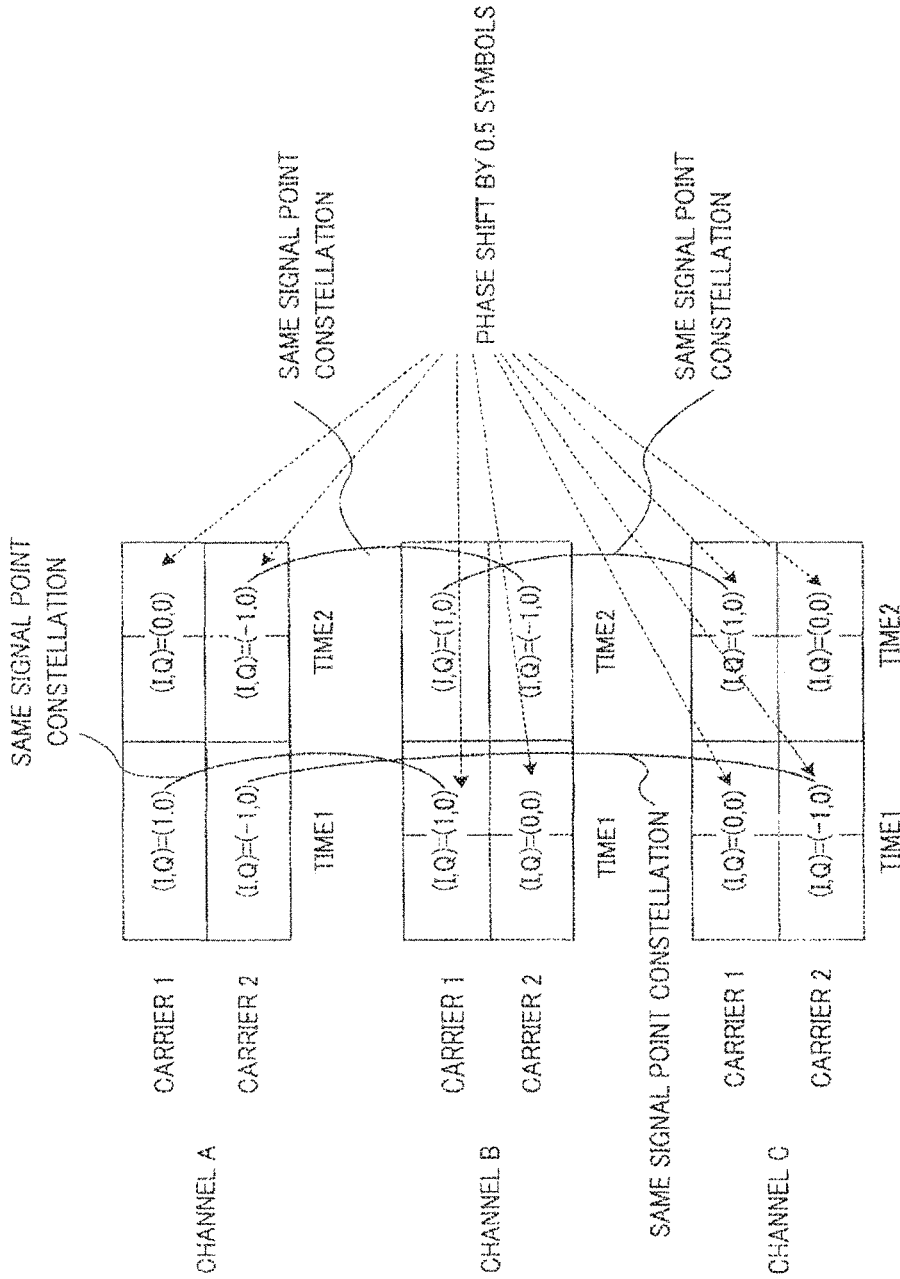 SAME SIGNAL POINT
CONSTELLATION
CHANNEL A
CARRIER 1
(I,Q)=(1,0)
(I,Q)=(0,0)
CARRIER 2
(I,Q)=(-1,0)
(I,Q)=(-1,0)
TIME1
TIME2
SAME SIGNAL POINT
CONSTELLATION
CHANNEL B
CARRIER 1
(I,Q)=(1,0)
(I,Q)=(1,0)
CARRIER 2
(I,Q)=(0,0)
(I,Q)=(-1,0)
TIME1
TIME2
PHASE SHIFT BY 0.5 SYMBOLS
SAME SIGNAL POINT CONSTELLATION
SAME SIGNAL POINT
CONSTELLATION
CHANNEL C
CARRIER 1
(I,Q)=(0,0)
(I,Q)=(1,0)
CARRIER 2
(I,Q)=(-1,0)
(I,Q)=(0,0)
TIME1
TIME2